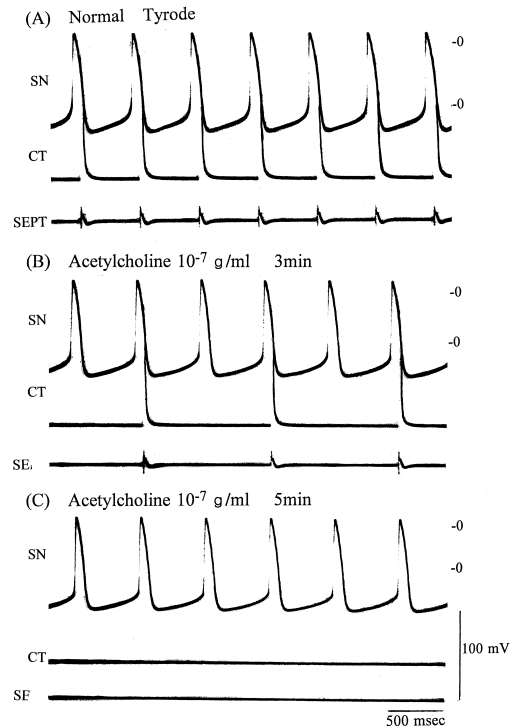 (A) Normal Tyrode
-0
SN
-0
CT
SEPT
(B) Acetylcholine 10-7 g/ml 3min
-0
SN
-0
CT
SE
(C) Acetylcholine 10-7 g/ml 5min
-0
SN
-0
100 mV
CT
SF
500 msec